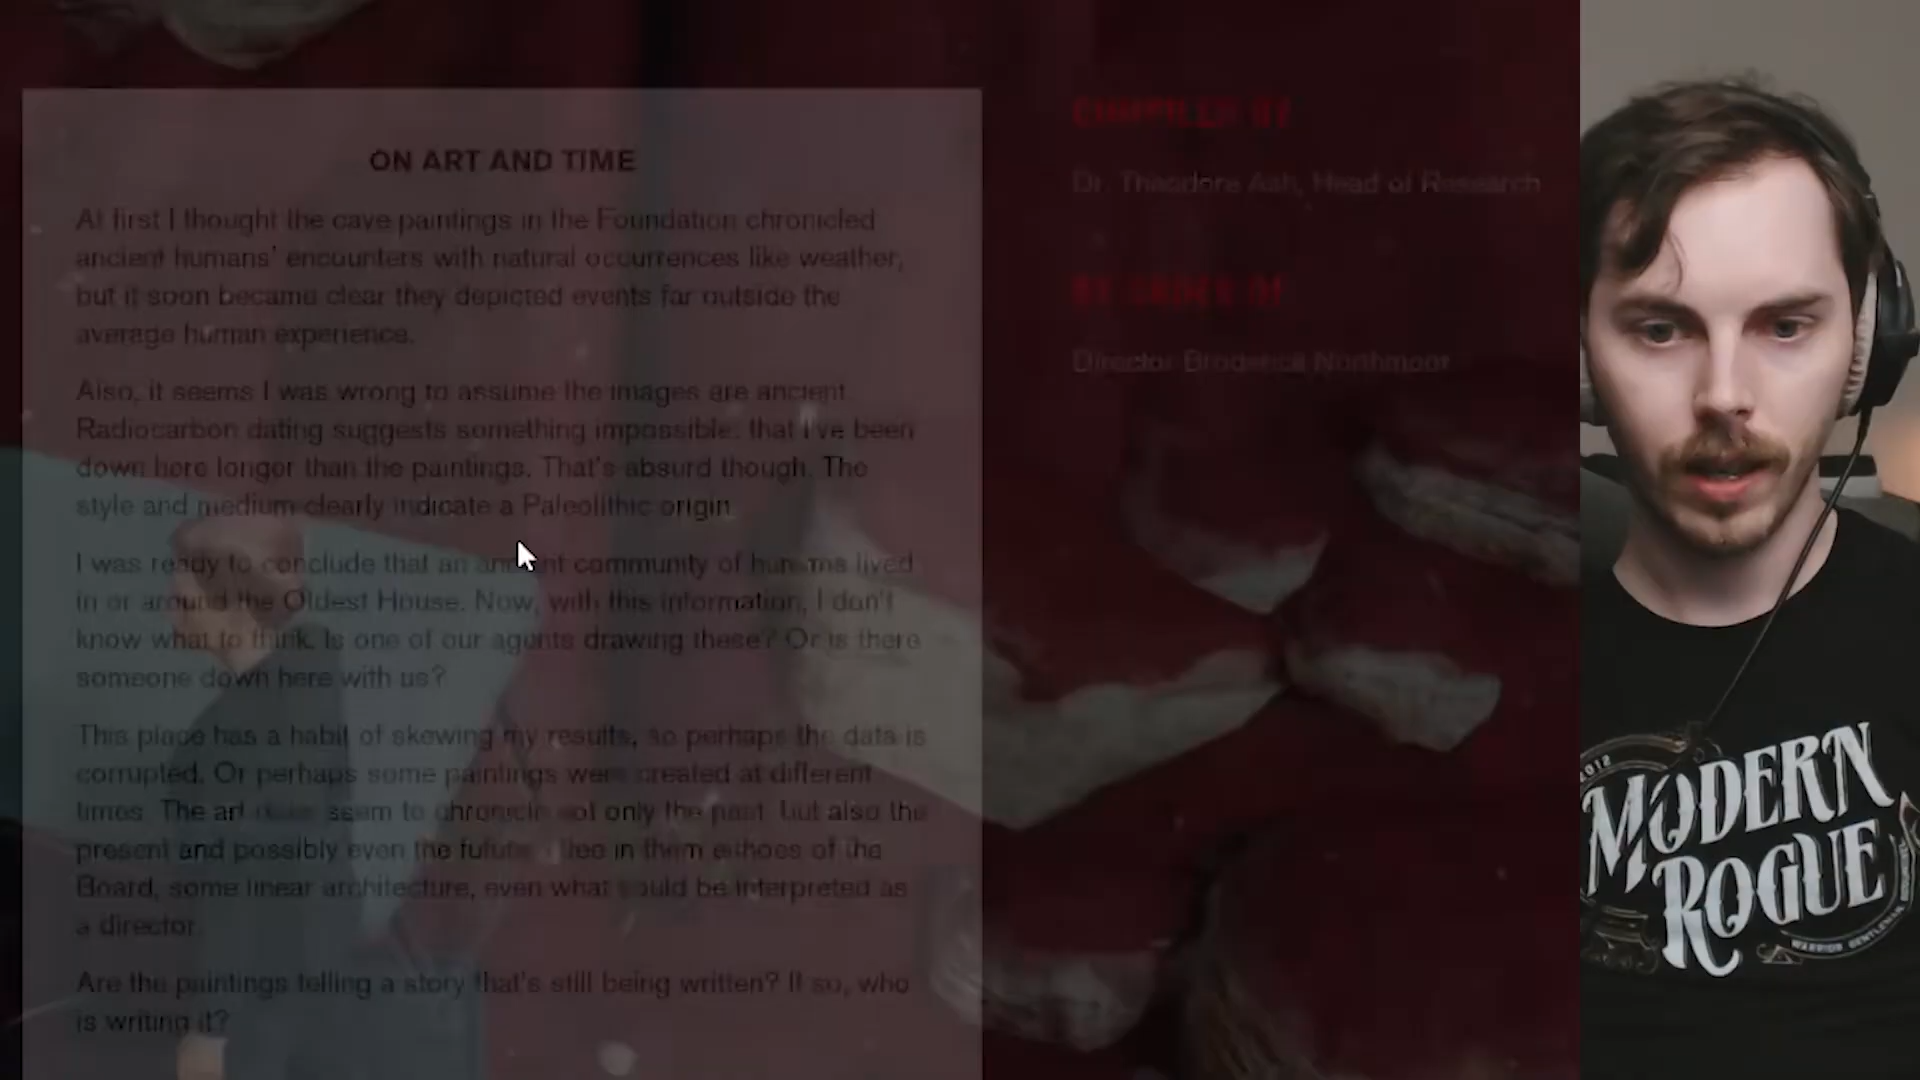 ON ART AND TIME
At first I thought the cave paintings in the Foundation chronicled
ancient humans' encounters with natural occurrences like weather,
but it soon became clear they depicted events far outside the
average human experience.
Also, it seems I was wrong to assume the images are ancient.
Radiocarbon dating suggests something impossible: that I've been
down here longer than the paintings. That's absurd though. The
style and medium clearly indicate a Paleolithic origin.
I was ready to conclude that an ancient community of humans lived
in or around the Oldest House. Now, with this information, I don't
know what to think. Is one of our agents drawing these? Or is there
someone down here with us?
This place has a habit of skewing my results, so perhaps the data is
corrupted. Or perhaps some paintings were created at different
times. The art does seem to chronicle not only the past, but also the
present and possibly even the future. I see in them echoes of the
Board, some linear architecture, even what could be interpreted as
a director.
Are the paintings telling a story that's still being written? If so, who
is writing it?
COMPILED BY
Dr. Theodore Ash, Head of Research
BY ORDER OF
Director Broderick Northmoor
2012
MODERN
ROGUE
WARRIOR GENTLEMAN